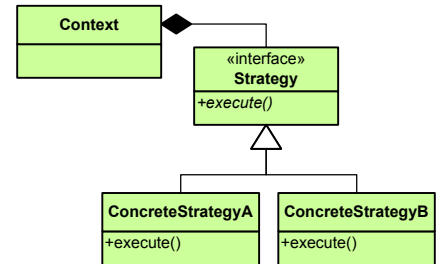 Context
«interface»
Strategy
+execute()
ConcreteStrategyA
ConcreteStrategyB
+execute()
+execute()